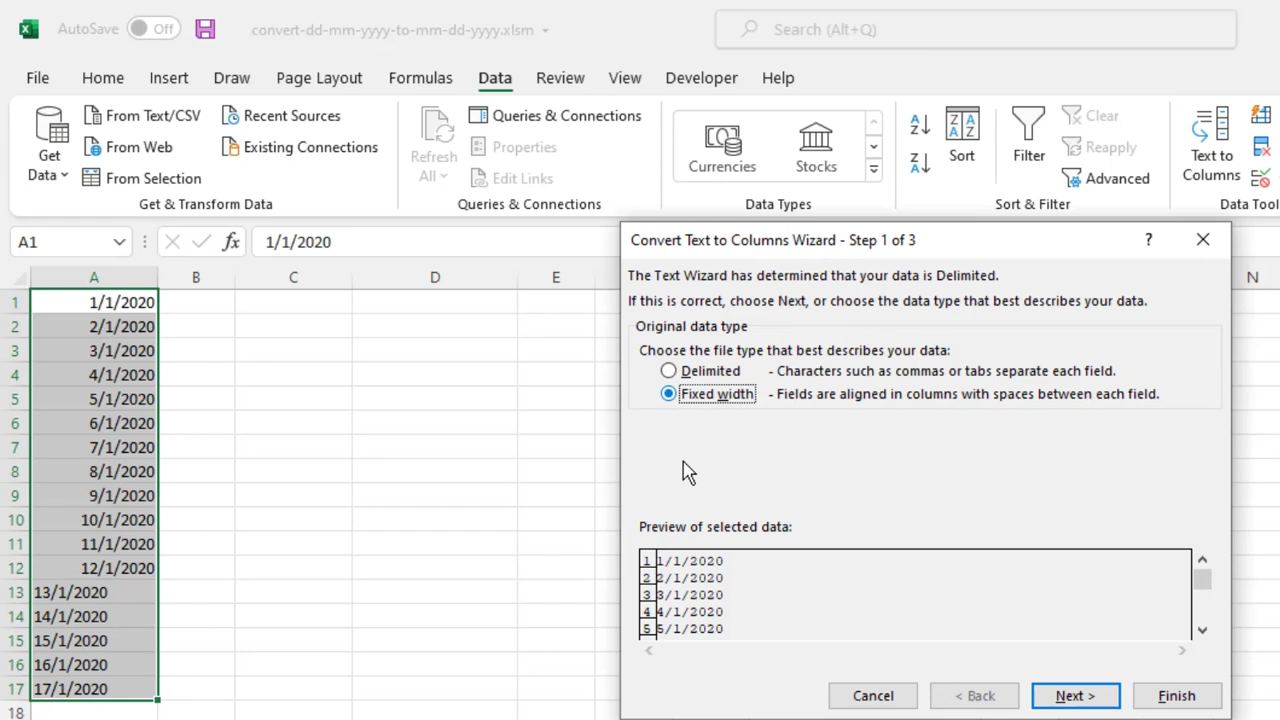 AutoSave Off convert-dd-mm-yyyy-to-mm-dd-yyyy.xlsm Search (Alt+Q)
File Home Insert Draw Page Layout Formulas Data Review View Developer Help
Get Data
From Text/CSV
From Web
From Selection
Recent Sources
Existing Connections
Get & Transform Data
Refresh All
Queries & Connections
Properties
Edit Links
Queries & Connections
Currencies
Stocks
Data Types
Sort
Filter
Clear
Reapply
Advanced
Sort & Filter
Text to
Columns
Data Tool
A1 fx 1/1/2020
A B C D E N
1 1/1/2020
2 2/1/2020
3 3/1/2020
4 4/1/2020
5 5/1/2020
6 6/1/2020
7 7/1/2020
8 8/1/2020
9 9/1/2020
10 10/1/2020
11 11/1/2020
12 12/1/2020
13 13/1/2020
14 14/1/2020
15 15/1/2020
16 16/1/2020
17 17/1/2020
18
Convert Text to Columns Wizard - Step 1 of 3 ?
The Text Wizard has determined that your data is Delimited.
If this is correct, choose Next, or choose the data type that best describes your data.
Original data type
Choose the file type that best describes your data:
Delimited - Characters such as commas or tabs separate each field.
Fixed width - Fields are aligned in columns with spaces between each field.
Preview of selected data:
1 1/1/2020
2 2/1/2020
3 3/1/2020
4 4/1/2020
5 5/1/2020
Cancel < Back Next > Finish